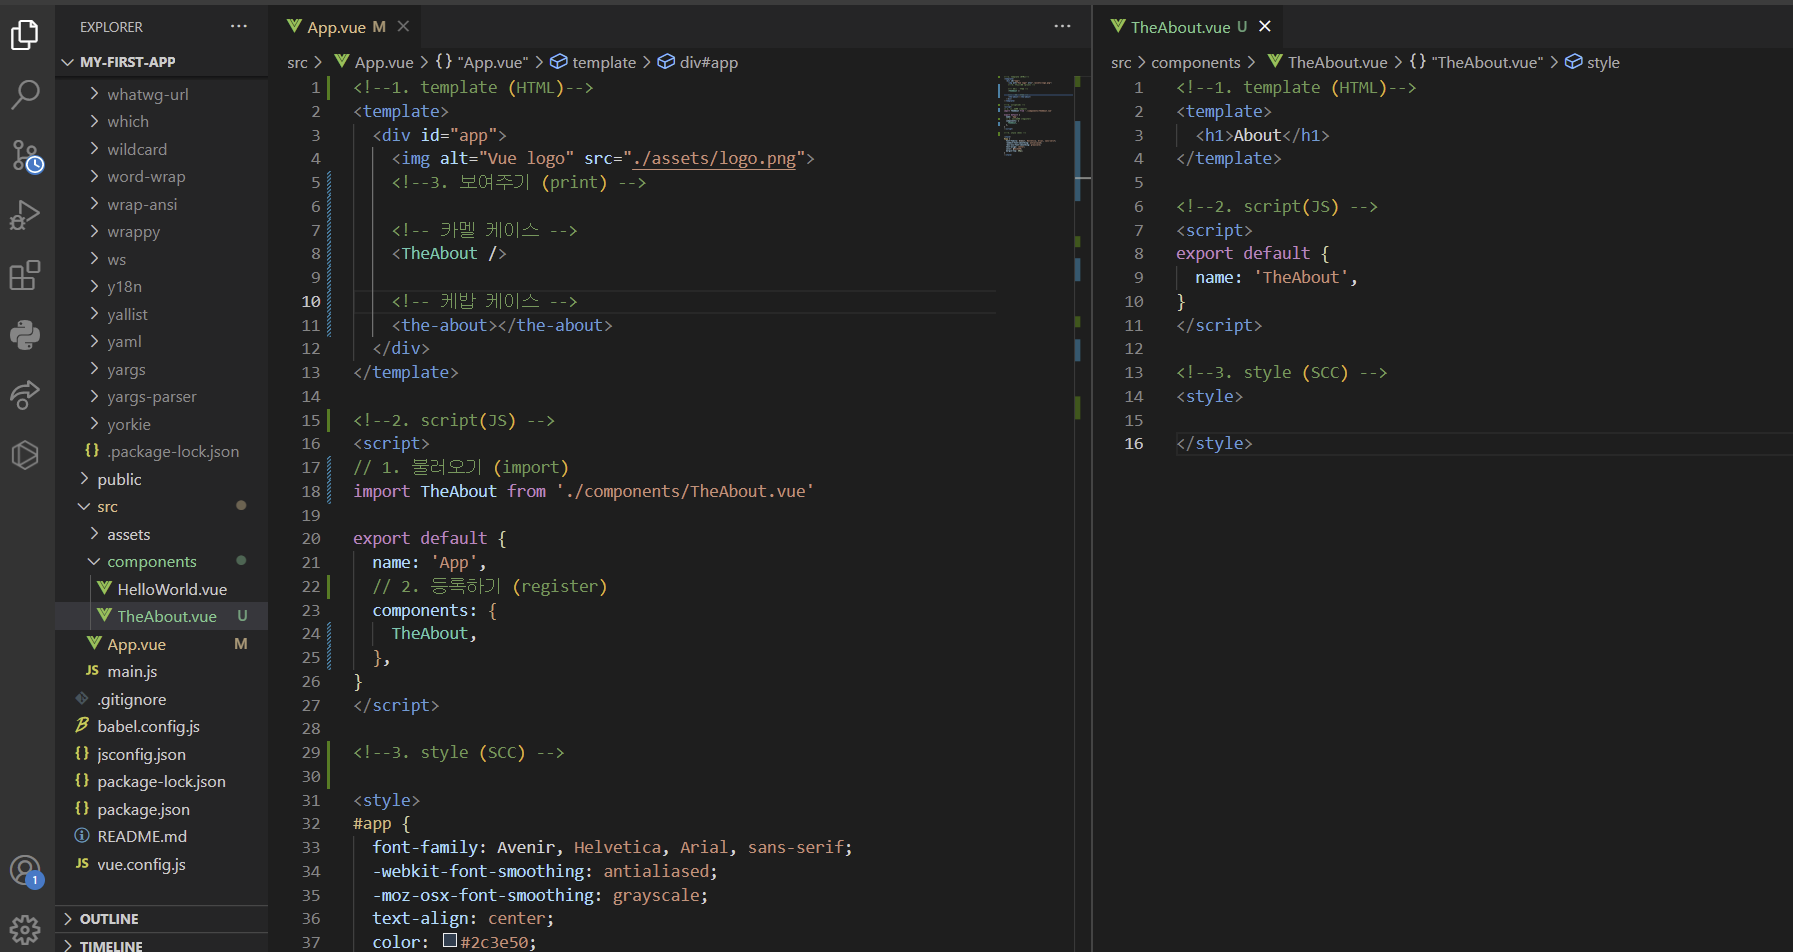 EXPLORER ···
MY-FIRST-APP
whatwg-url
which
wildcard
word-wrap
wrap-ansi
wrappy
ws
y18n
yallist
yaml
yargs
yargs-parser
yorkie
{} .package-lock.json
public
src
assets
components
HelloWorld.vue
TheAbout.vue U
App.vue M
JS main.js
.gitignore
babel.config.js
{} jsconfig.json
{} package-lock.json
{} package.json
README.md
JS vue.config.js
OUTLINE
TIMELINE
1
App.vue M
src > App.vue > {} "App.vue" > template > div#app
1 <!--1. template (HTML)-->
2 <template>
3 <div id="app">
4 <img alt="Vue logo" src="./assets/logo.png">
5 <!--3. 보여주기 (print) -->
6
7 <!-- 카멜 케이스 -->
8 <TheAbout />
9
10 <!-- 케밥 케이스 -->
11 <the-about></the-about>
12 </div>
13 </template>
14
15 <!--2. script(JS) -->
16 <script>
17 // 1. 불러오기 (import)
18 import TheAbout from './components/TheAbout.vue'
19
20 export default {
21 name: 'App',
22 // 2. 등록하기 (register)
23 components: {
24 TheAbout,
25 },
26 }
27 </script>
28
29 <!--3. style (SCC) -->
30
31 <style>
32 #app {
33 font-family: Avenir, Helvetica, Arial, sans-serif;
34 -webkit-font-smoothing: antialiased;
35 -moz-osx-font-smoothing: grayscale;
36 text-align: center;
37 color: #2c3e50;
TheAbout.vue U
src > components > TheAbout.vue > {} "TheAbout.vue" > style
1 <!--1. template (HTML)-->
2 <template>
3 <h1>About</h1>
4 </template>
5
6 <!--2. script(JS) -->
7 <script>
8 export default {
9 name: 'TheAbout',
10 }
11 </script>
12
13 <!--3. style (SCC) -->
14 <style>
15
16 </style>